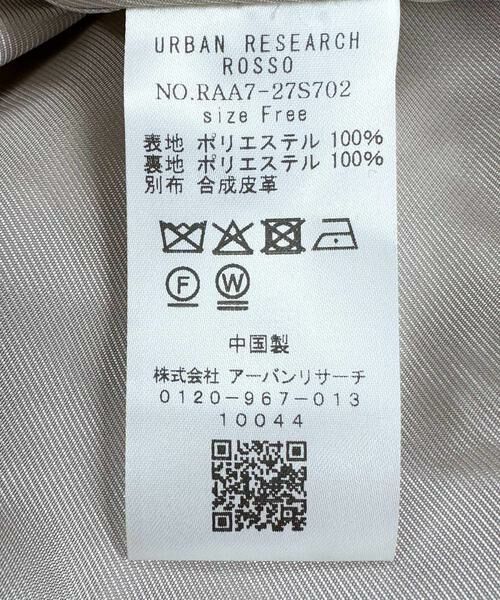 URBAN RESEARCH
ROSSO
NO.RAA7-27S702
size Free
表地 ポリエステル 100%
裏地 ポリエステル 100%
別布 合成皮革
F W
中国製
株式会社 アーバンリサーチ
0120-967-013
10044